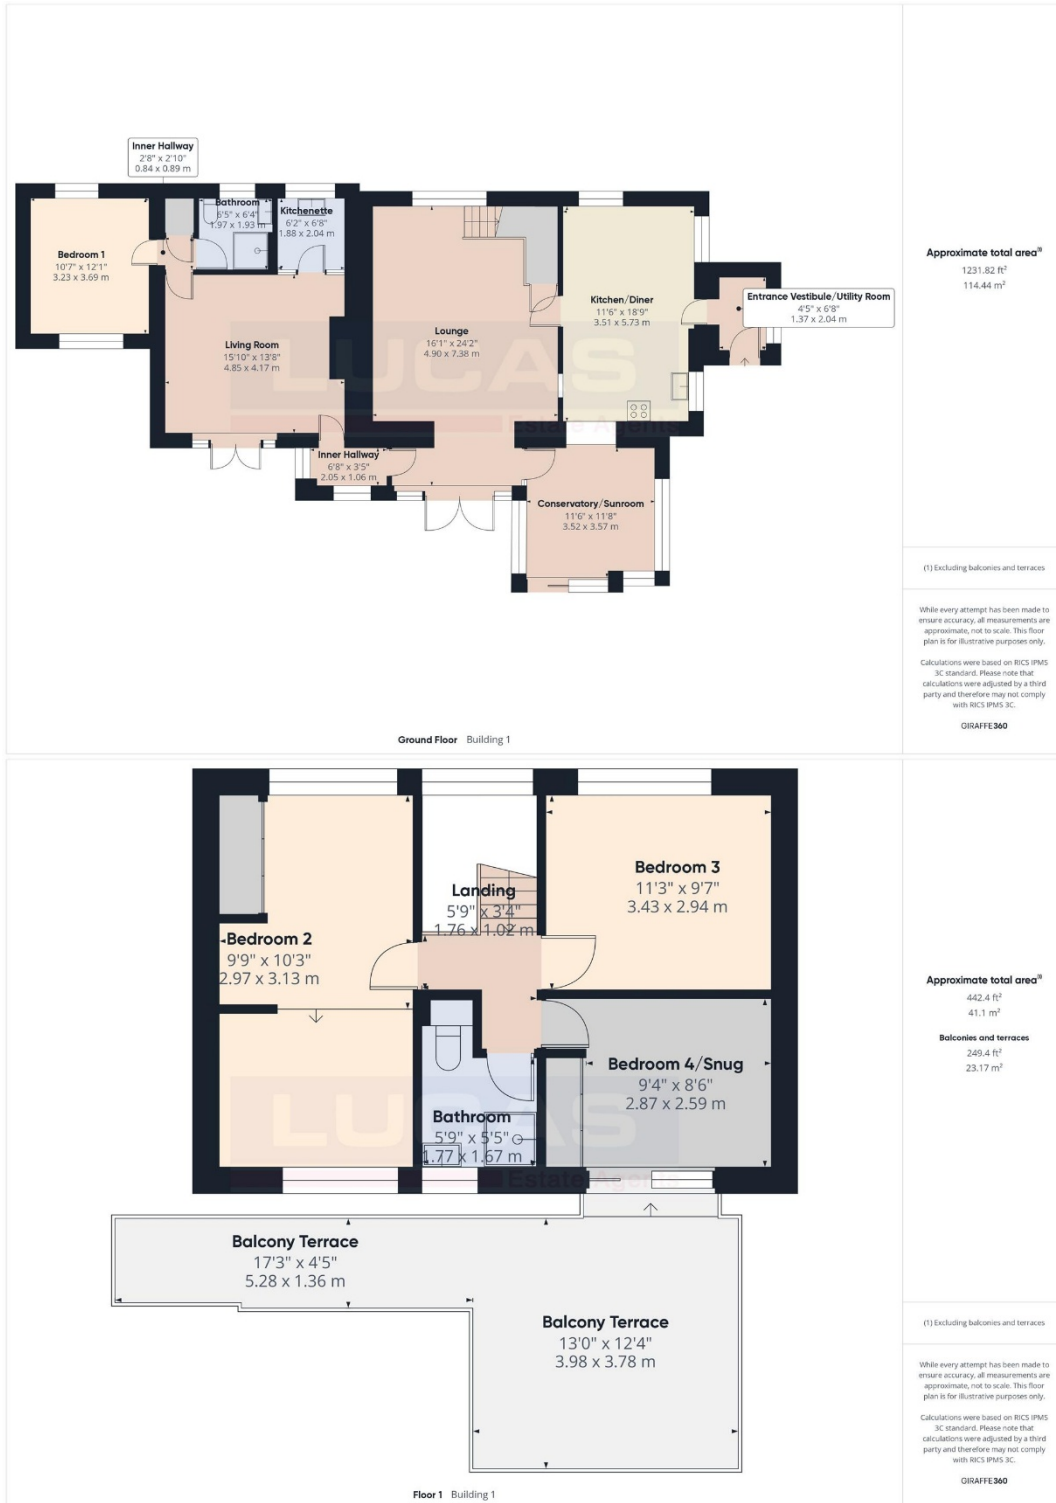 Inner Hallway
2'8" x 2'10"
0.84 x 0.89 m
Bathroom
6'5" x 6'4"
1.97 x 1.93 m
Kitchenette
6'2" x 6'8"
1.88 x 2.04 m
Bedroom 1
10'7" x 12'1"
3.23 x 3.69 m
Living Room
15'10" x 13'8"
4.85 x 4.17 m
Lounge
16'1" x 24'2"
4.90 x 7.38 m
Kitchen/Diner
11'6" x 18'9"
3.51 x 5.73 m
Entrance Vestibule/Utility Room
4'5" x 6'8"
1.37 x 2.04 m
Inner Hallway
6'8" x 3'5"
2.05 x 1.06 m
Conservatory/Sunroom
11'6" x 11'8"
3.52 x 3.57 m
LUCAS
Estate Agents
Ground Floor Building 1
Approximate total area⁽¹⁾
1231.82 ft²
114.44 m²
(1) Excluding balconies and terraces
While every attempt has been made to
ensure accuracy, all measurements are
approximate, not to scale. This floor
plan is for illustrative purposes only.
Calculations were based on RICS IPMS
3C standard. Please note that
calculations were adjusted by a third
party and therefore may not comply
with RICS IPMS 3C.
GIRAFFE360
Bedroom 2
9'9" x 10'3"
2.97 x 3.13 m
Landing
5'9" x 3'4"
1.76 x 1.02 m
Bedroom 3
11'3" x 9'7"
3.43 x 2.94 m
Bedroom 4/Snug
9'4" x 8'6"
2.87 x 2.59 m
Bathroom
5'9" x 5'5"
1.77 x 1.67 m
LUCAS
Estate Agents
Balcony Terrace
17'3" x 4'5"
5.28 x 1.36 m
Balcony Terrace
13'0" x 12'4"
3.98 x 3.78 m
Floor 1 Building 1
Approximate total area⁽¹⁾
442.4 ft²
41.1 m²
Balconies and terraces
249.4 ft²
23.17 m²
(1) Excluding balconies and terraces
While every attempt has been made to
ensure accuracy, all measurements are
approximate, not to scale. This floor
plan is for illustrative purposes only.
Calculations were based on RICS IPMS
3C standard. Please note that
calculations were adjusted by a third
party and therefore may not comply
with RICS IPMS 3C.
GIRAFFE360